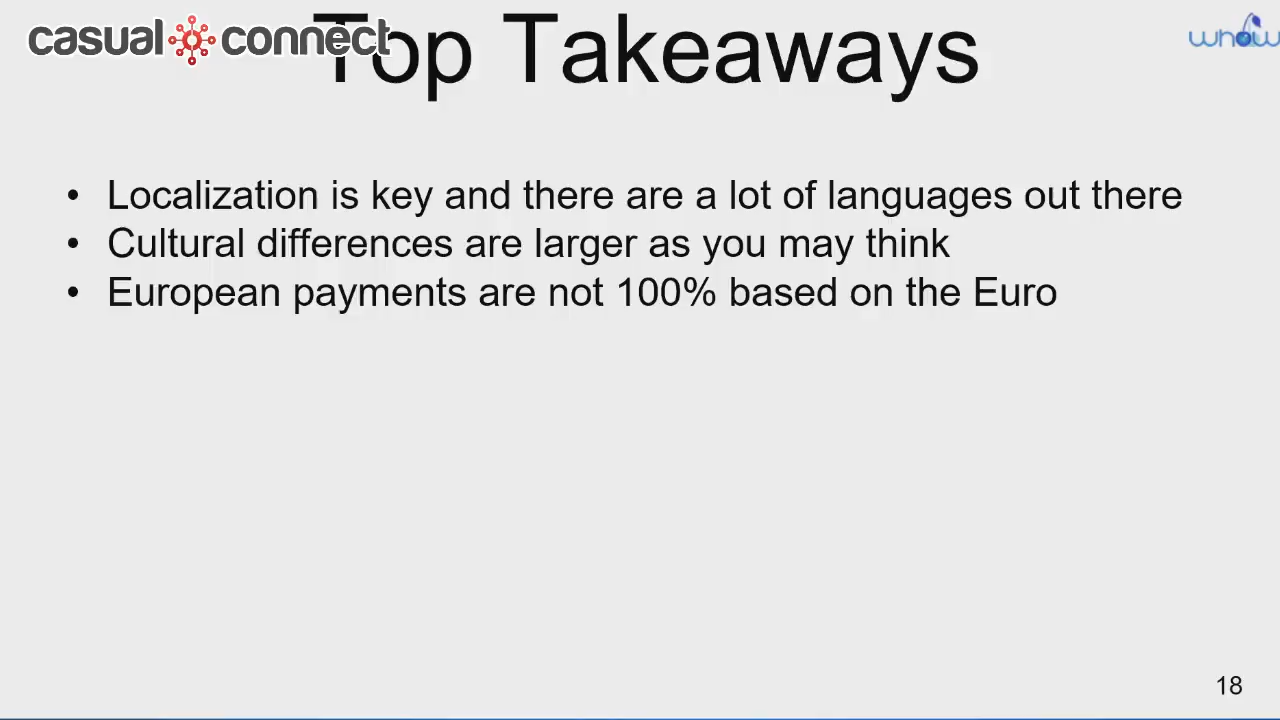 casual connect
Top Takeaways
whow
• Localization is key and there are a lot of languages out there
• Cultural differences are larger as you may think
• European payments are not 100% based on the Euro
18